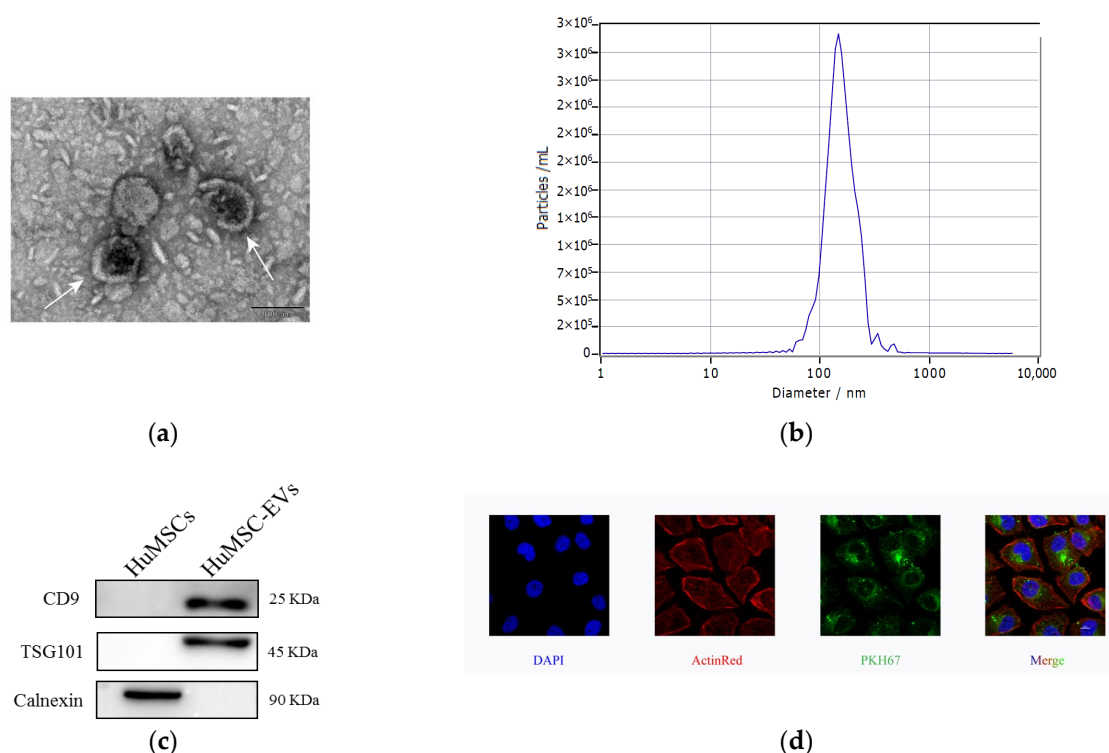 3×10⁶
3×10⁶
3×10⁶
2×10⁶
2×10⁶
2×10⁶
2×10⁶
1×10⁶
1×10⁶
7×10⁵
5×10⁵
2×10⁵
0
Particles /mL
1 10 100 1000 10,000
Diameter / nm
(a)
(b)
HuMSCs
HuMSC-EVs
CD9 25 KDa
TSG101 45 KDa
Calnexin 90 KDa
DAPI ActinRed PKH67 Merge
(c)
(d)